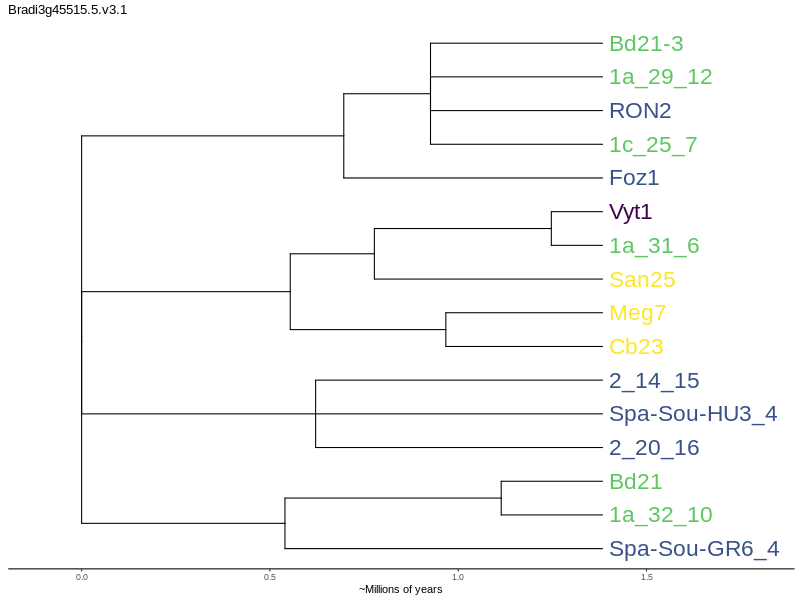 Bradi3g45515.5.v3.1
Bd21-3
1a_29_12
RON2
1c_25_7
Foz1
Vyt1
1a_31_6
San25
Meg7
Cb23
2_14_15
Spa-Sou-HU3_4
2_20_16
Bd21
1a_32_10
Spa-Sou-GR6_4
0.0 0.5 1.0 1.5
~Millions of years